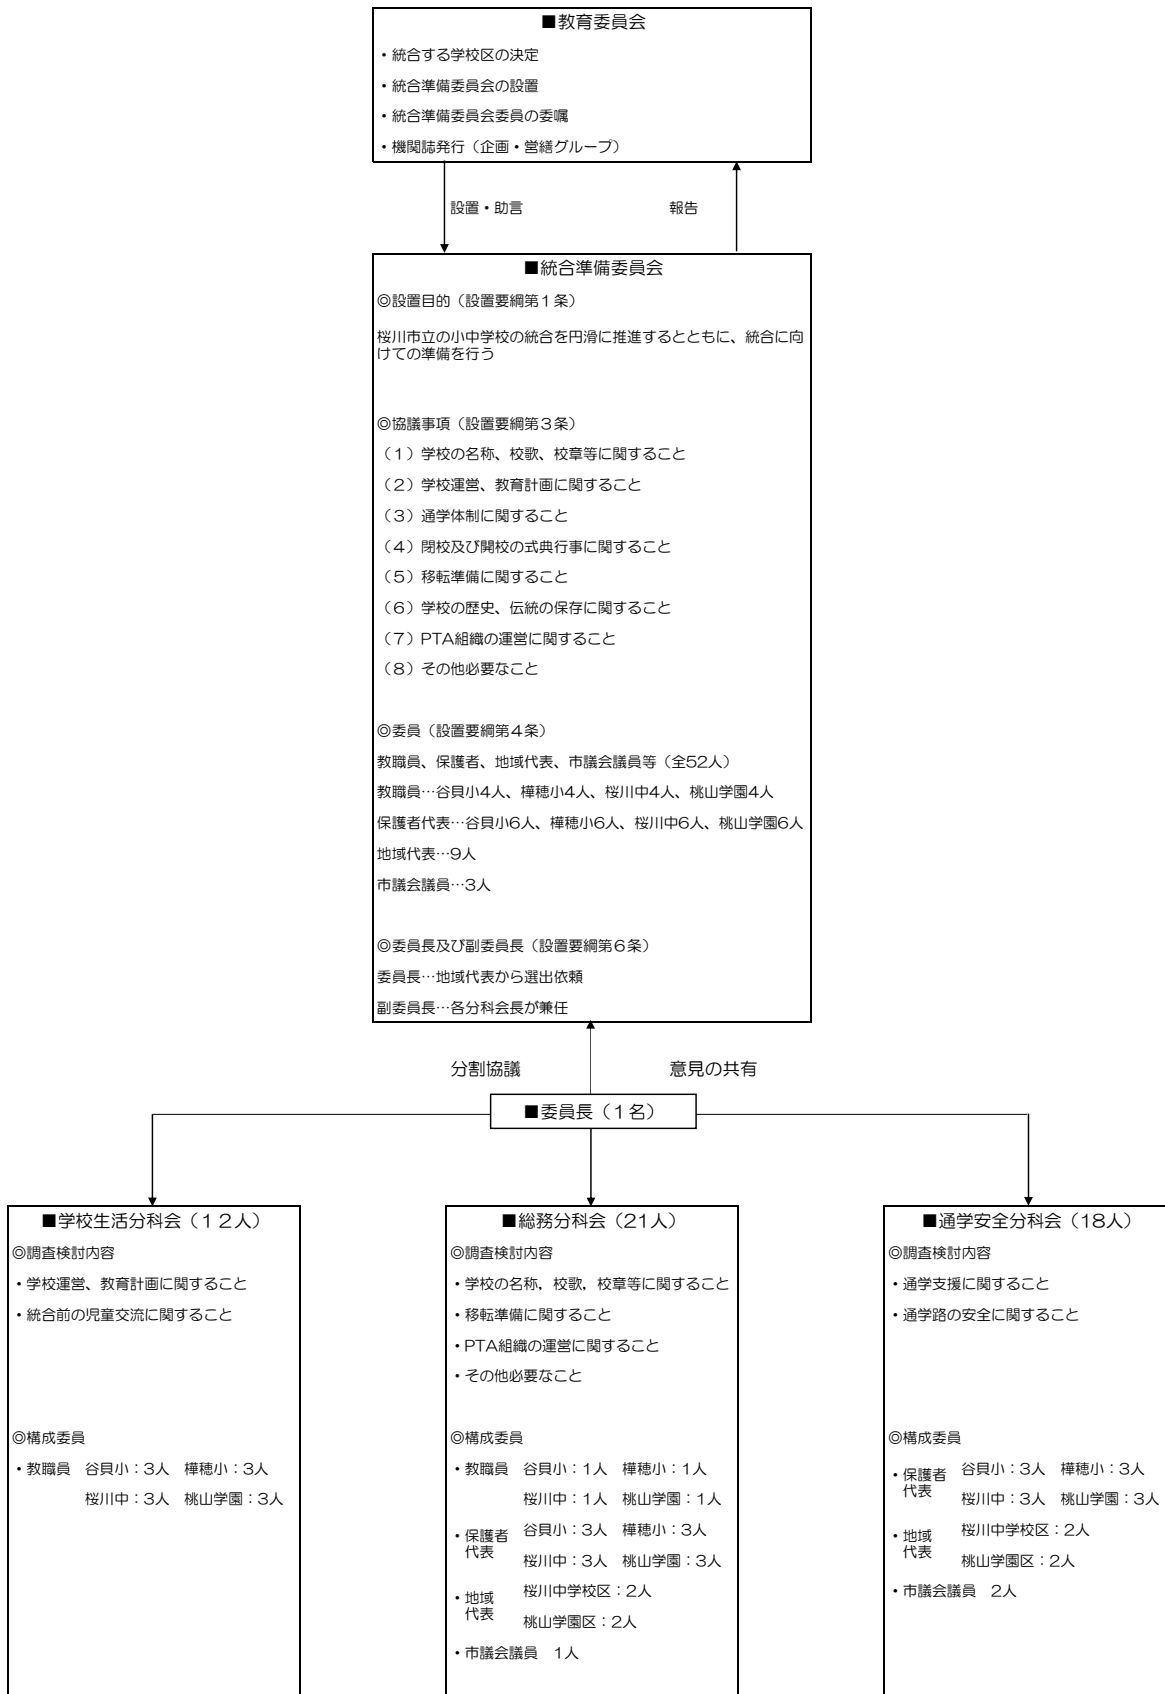 ■教育委員会
・統合する学校区の決定
・統合準備委員会の設置
・統合準備委員会委員の委嘱
・機関誌発行（企画・営繕グループ）
設置・助言
報告
■統合準備委員会
◎設置目的（設置要綱第１条）
桜川市立の小中学校の統合を円滑に推進するとともに、統合に向
けての準備を行う
◎協議事項（設置要綱第３条）
（１）学校の名称、校歌、校章等に関すること
（２）学校運営、教育計画に関すること
（３）通学体制に関すること
（４）閉校及び開校の式典行事に関すること
（５）移転準備に関すること
（６）学校の歴史、伝統の保存に関すること
（７）PTA組織の運営に関すること
（８）その他必要なこと
◎委員（設置要綱第４条）
教職員、保護者、地域代表、市議会議員等（全52人）
教職員…谷貝小4人、樺穂小4人、桜川中4人、桃山学園4人
保護者代表…谷貝小6人、樺穂小6人、桜川中6人、桃山学園6人
地域代表…9人
市議会議員…3人
◎委員長及び副委員長（設置要綱第６条）
委員長…地域代表から選出依頼
副委員長…各分科会長が兼任
分割協議
意見の共有
■委員長（１名）
■学校生活分科会（１２人）
◎調査検討内容
・学校運営、教育計画に関すること
・統合前の児童交流に関すること
◎構成委員
・教職員　谷貝小：3人　樺穂小：3人
桜川中：3人　桃山学園：3人
■総務分科会（21人）
◎調査検討内容
・学校の名称，校歌，校章等に関すること
・移転準備に関すること
・PTA組織の運営に関すること
・その他必要なこと
◎構成委員
・教職員　谷貝小：1人　樺穂小：1人
桜川中：1人　桃山学園：1人
・保護者代表　谷貝小：3人　樺穂小：3人
桜川中：3人　桃山学園：3人
・地域代表　桜川中学校区：2人
桃山学園区：2人
・市議会議員　1人
■通学安全分科会（18人）
◎調査検討内容
・通学支援に関すること
・通学路の安全に関すること
◎構成委員
・保護者代表　谷貝小：3人　樺穂小：3人
桜川中：3人　桃山学園：3人
・地域代表　桜川中学校区：2人
桃山学園区：2人
・市議会議員　2人